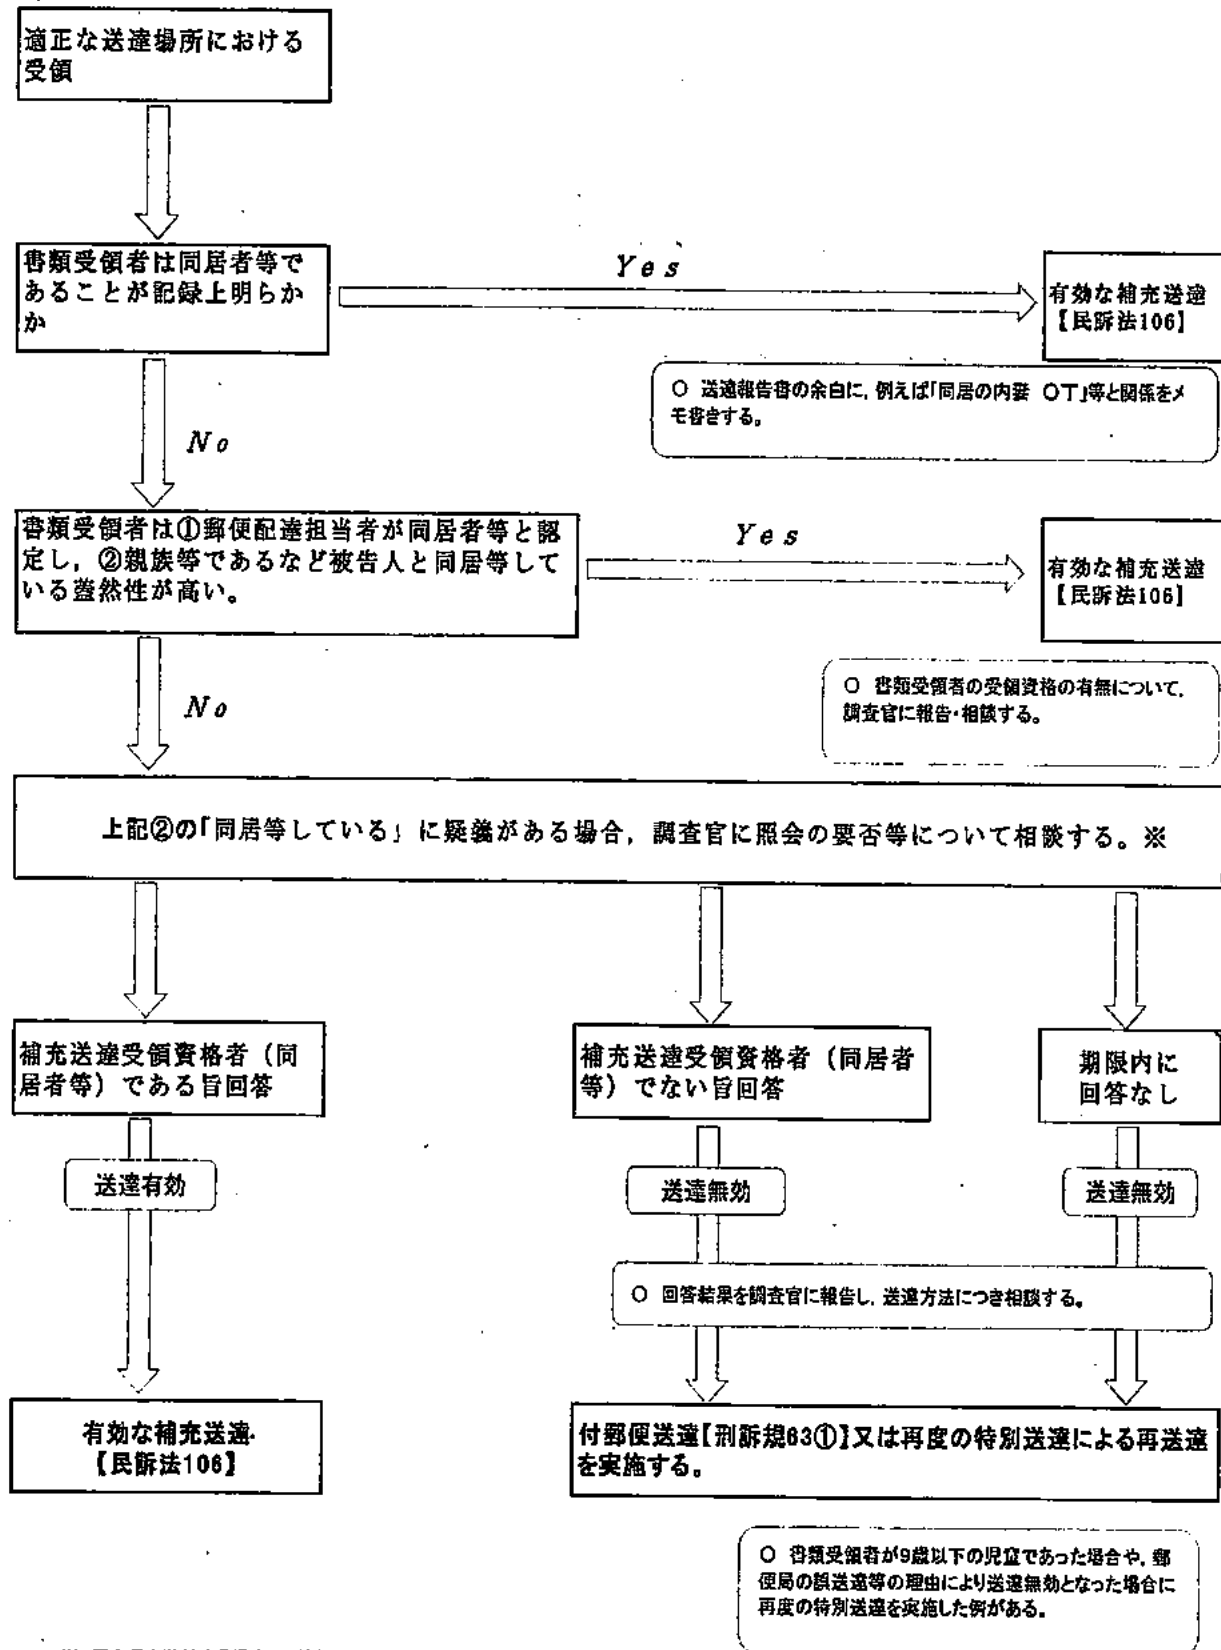 適正な送達場所における
受領
書類受領者は同居者等で
あることが記録上明らか
か
Yes
有効な補充送達
【民訴法106】
○ 送達報告書の余白に,例えば「同居の内妻 ○T」等と関係をメ
モ書きする。
No
書類受領者は①郵便配達担当者が同居者等と認
定し,②親族等であるなど被告人と同居等して
いる蓋然性が高い。
Yes
有効な補充送達
【民訴法106】
○ 書類受領者の受領資格の有無について,
調査官に報告・相談する。
No
上記②の「同居等している」に疑義がある場合,調査官に照会の要否等について相談する。※
補充送達受領資格者(同
居者等)である旨回答
補充送達受領資格者(同居者
等)でない旨回答
期限内に
回答なし
送達有効
送達無効
送達無効
○ 回答結果を調査官に報告し,送達方法につき相談する。
有効な補充送達
【民訴法106】
付郵便送達【刑訴規63①】又は再度の特別送達による再送達
を実施する。
○ 書類受領者が9歳以下の児童であった場合や,郵
便局の誤送達等の理由により送達無効となった場合に
再度の特別送達を実施した例がある。